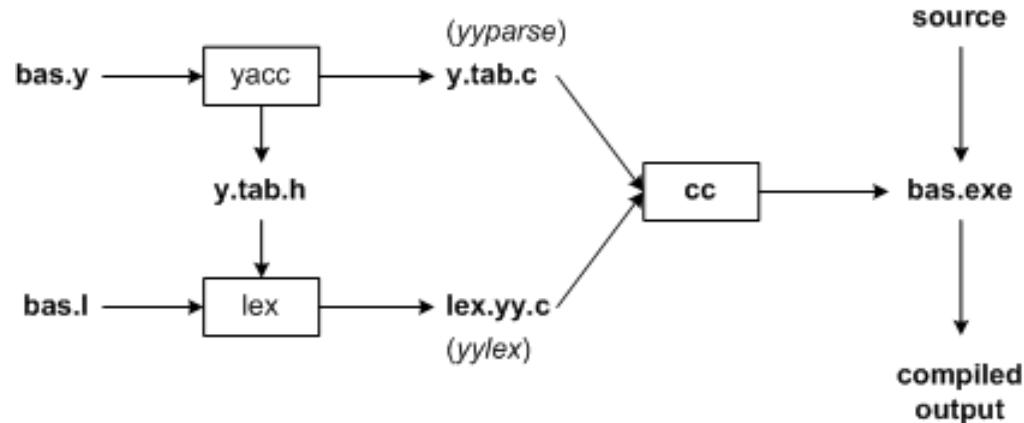 (yyparse)
source
bas.y
yacc
y.tab.c
y.tab.h
cc
bas.exe
bas.l
lex
lex.yy.c
(yylex)
compiled
output